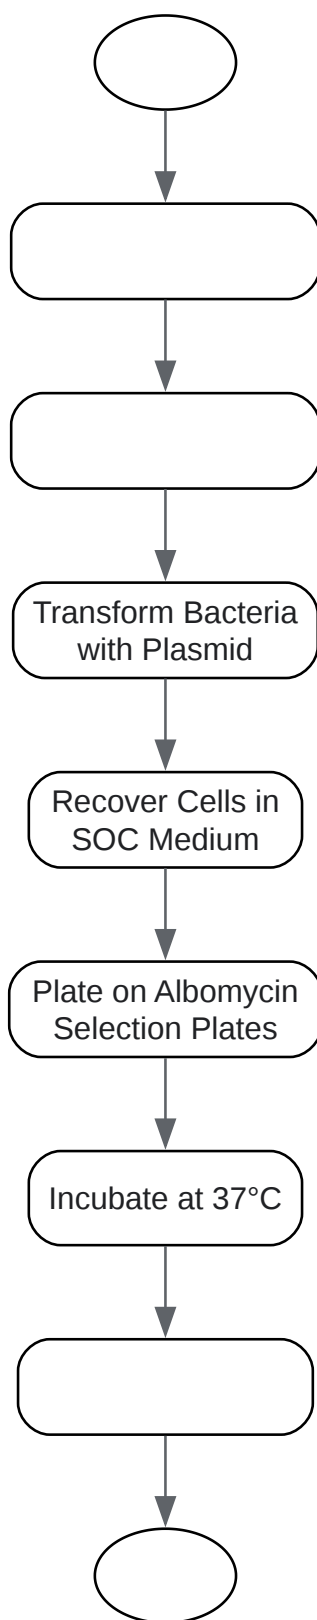 Transform Bacteria
with Plasmid
Recover Cells in
SOC Medium
Plate on Albomycin
Selection Plates
Incubate at 37°C